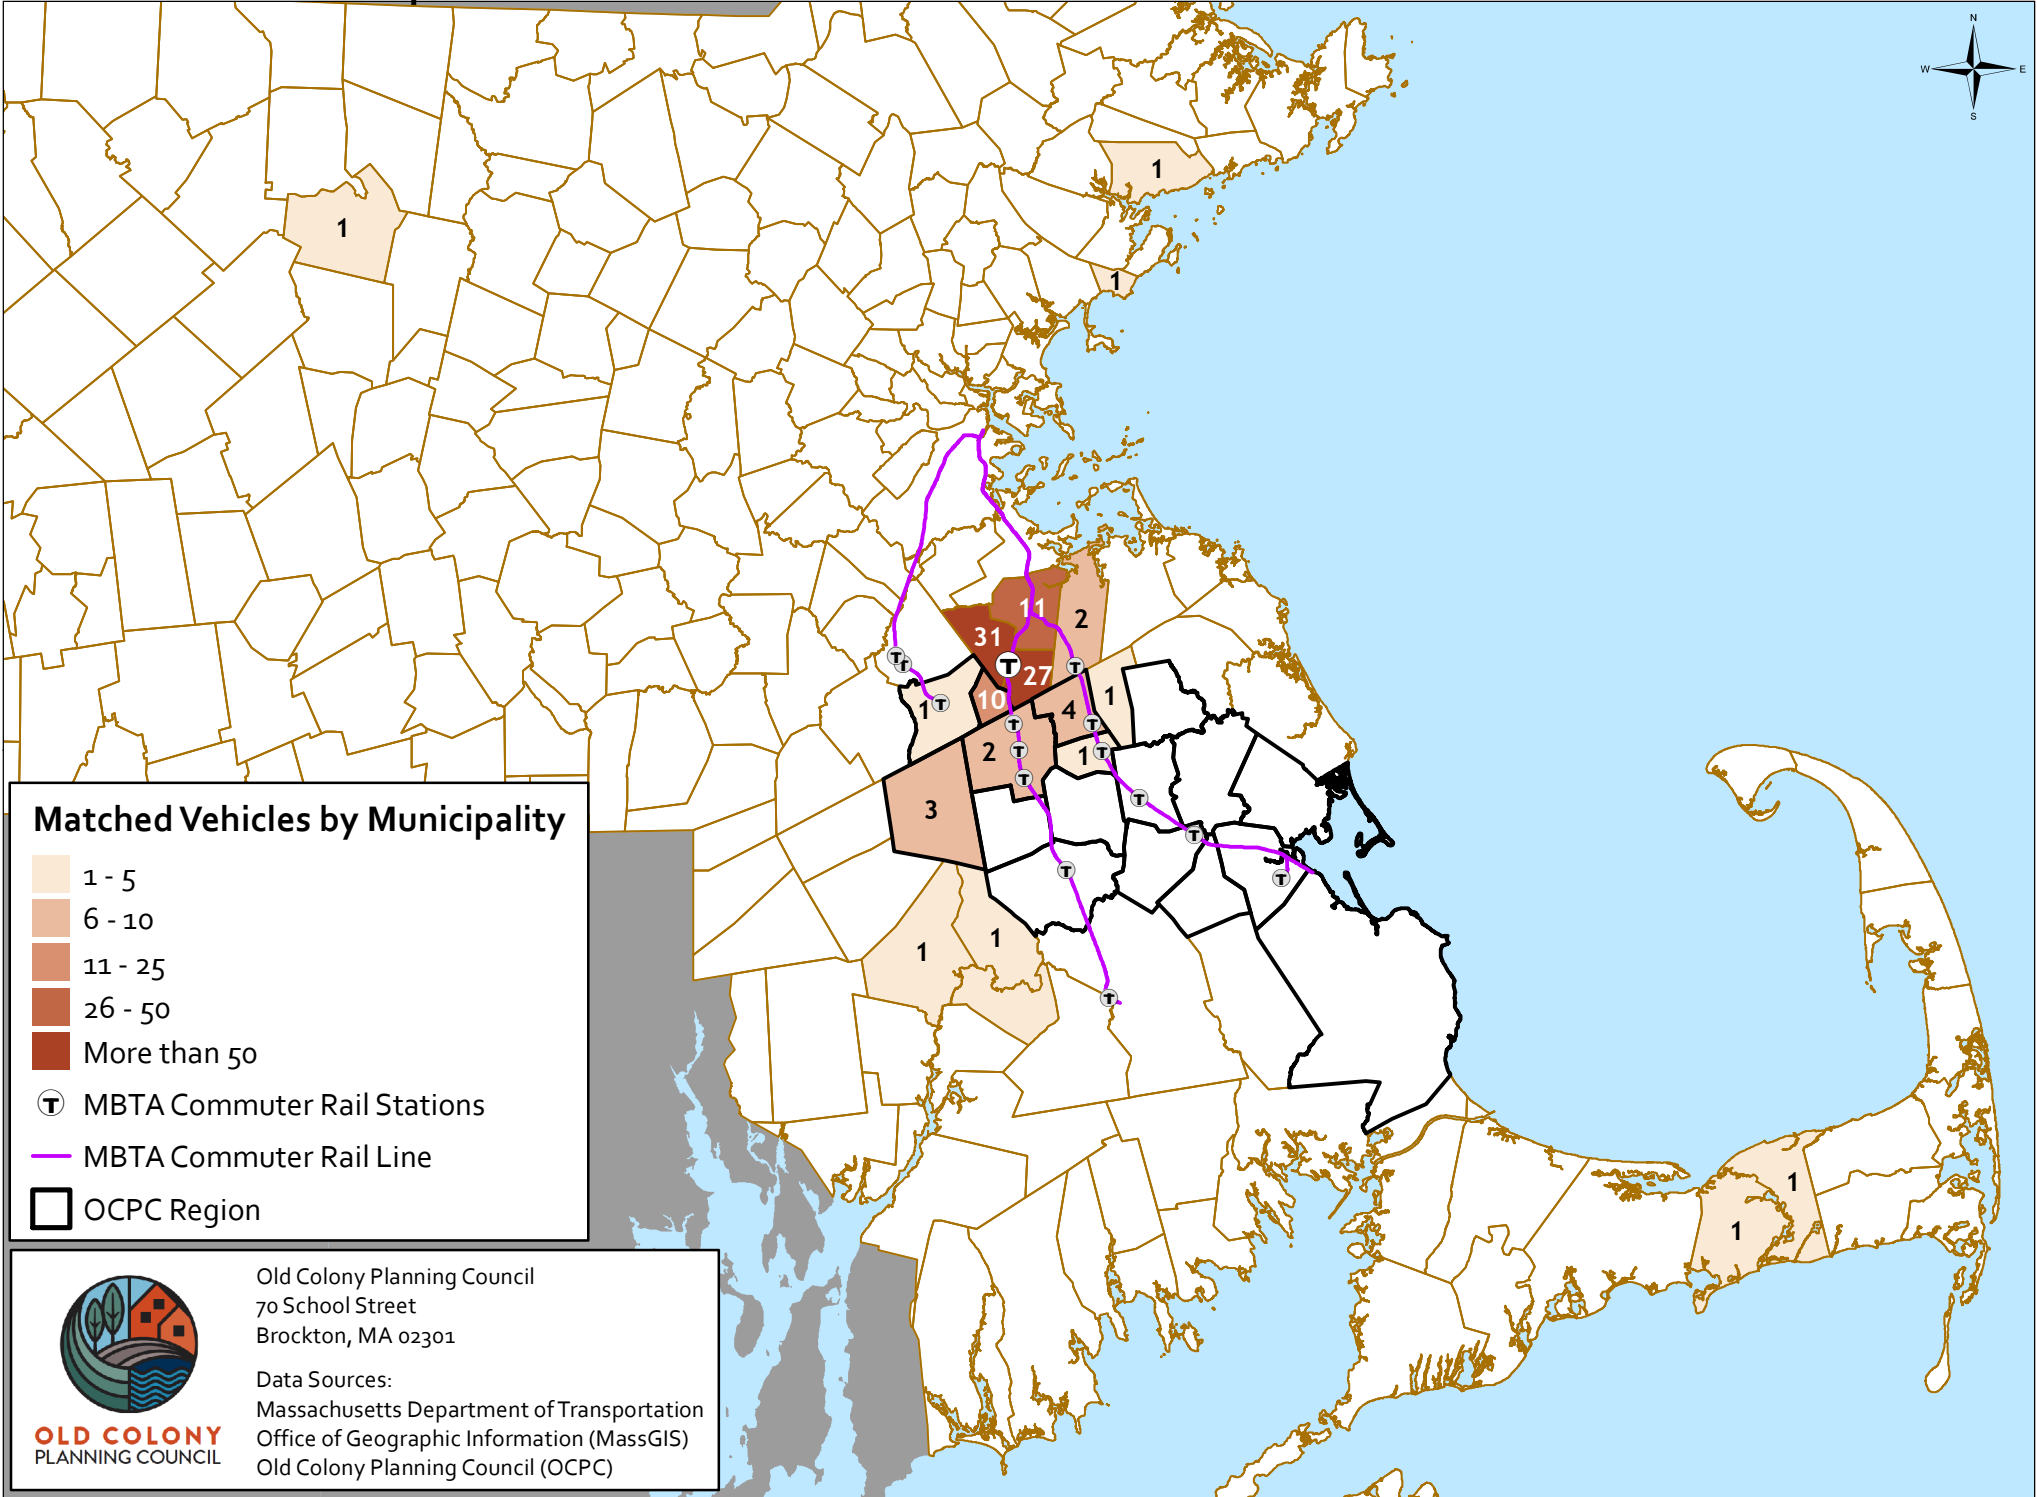 N
W E
S
1
1
1
11
2
31
27
10
1
4
1
2
1
3
1
1
1
1
Matched Vehicles by Municipality
1 - 5
6 - 10
11 - 25
26 - 50
More than 50
T MBTA Commuter Rail Stations
MBTA Commuter Rail Line
OCPC Region
Old Colony Planning Council
70 School Street
Brockton, MA 02301
Data Sources:
Massachusetts Department of Transportation
Office of Geographic Information (MassGIS)
Old Colony Planning Council (OCPC)
OLD COLONY
PLANNING COUNCIL